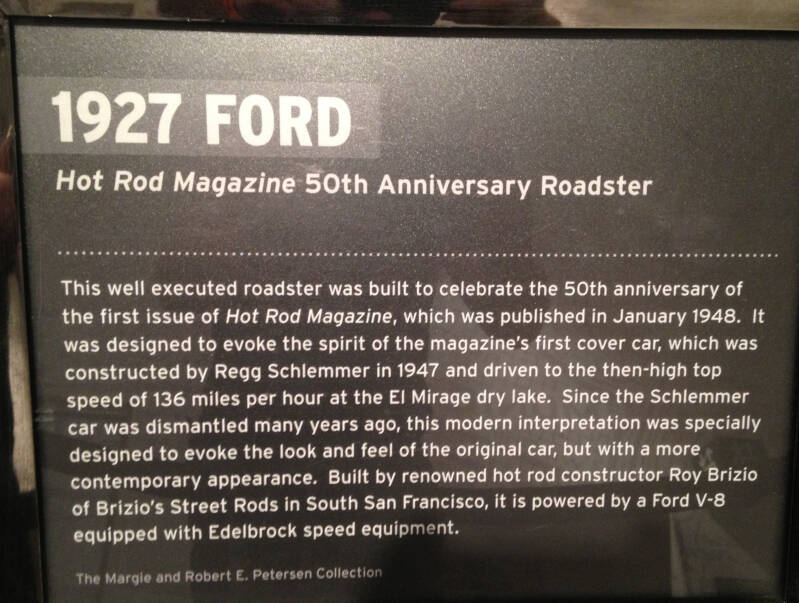 1927 FORD
Hot Rod Magazine 50th Anniversary Roadster
This well executed roadster was built to celebrate the 50th anniversary of
the first issue of Hot Rod Magazine, which was published in January 1948. It
was designed to evoke the spirit of the magazine's first cover car, which was
constructed by Regg Schlemmer in 1947 and driven to the then-high top
speed of 136 miles per hour at the El Mirage dry lake. Since the Schlemmer
car was dismantled many years ago, this modern interpretation was specially
designed to evoke the look and feel of the original car, but with a more
contemporary appearance. Built by renowned hot rod constructor Roy Brizio
of Brizio's Street Rods in South San Francisco, it is powered by a Ford V-8
equipped with Edelbrock speed equipment.
The Margie and Robert E. Petersen Collection